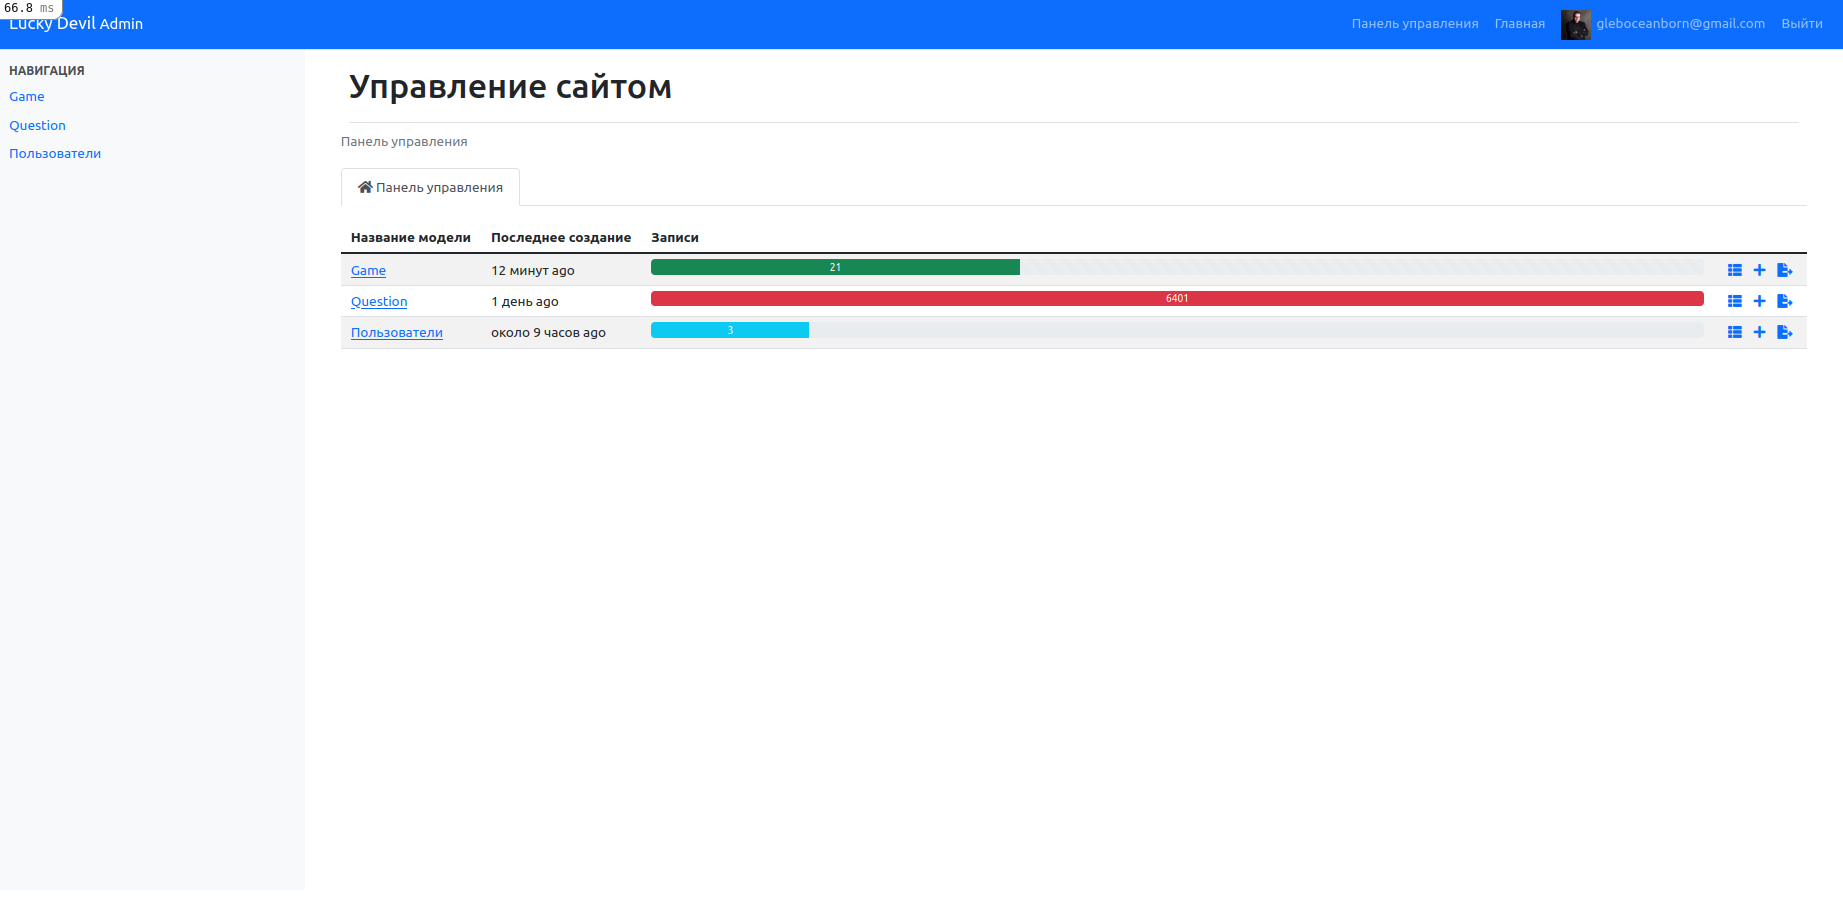 66.8 ms
Lucky Devil Admin
Панель управления Главная gleboceanborn@gmail.com Выйти
НАВИГАЦИЯ
Game
Question
Пользователи
Управление сайтом
Панель управления
Панель управления
Название модели Последнее создание Записи
Game 12 минут ago 21
Question 1 день ago 6401
Пользователи около 9 часов ago 3